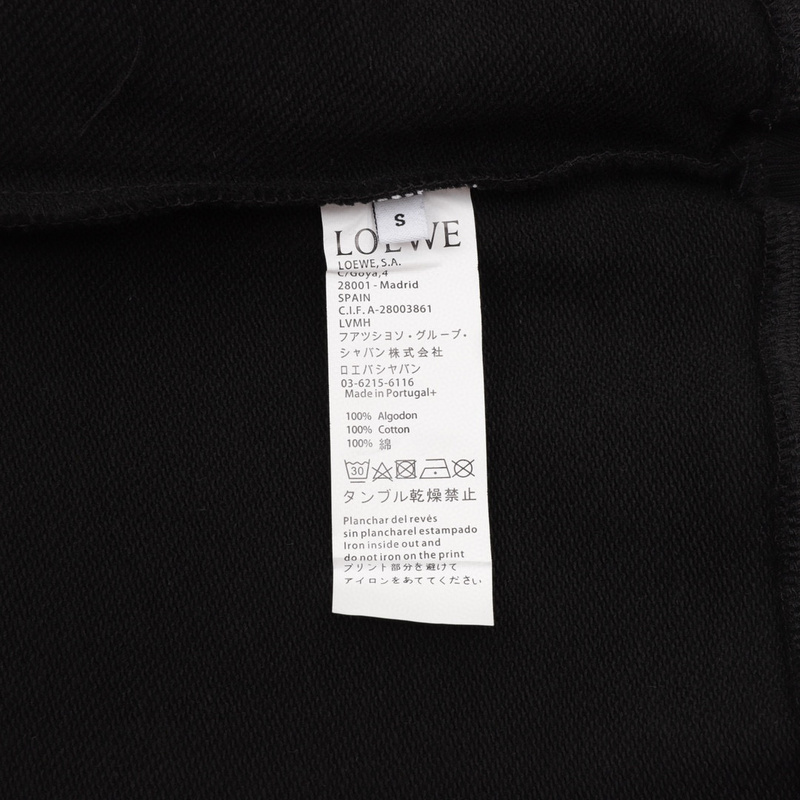 S
LOEWE
LOEWE, S.A.
C/Goya,4
28001 - Madrid
SPAIN
C.I.F. A-28003861
LVMH
フアツシヨン・グループ・
シャパン 株式会社
ロエバシヤパン
03-6215-6116
Made in Portugal+
100% Algodon
100% Cotton
100% 綿
30
タンブル乾燥禁止
Planchar del revés
sin plancharel estampado
Iron inside out and
do not iron on the print
プリント部分を避けて
アイロンをあててください